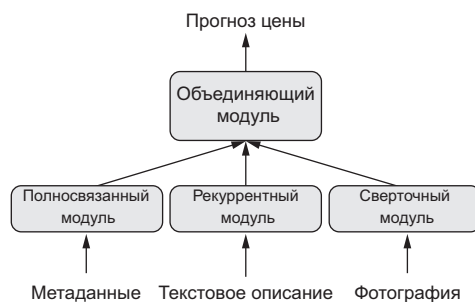 Прогноз цены
Объединяющий
модуль
Полносвязанный
модуль
Рекуррентный
модуль
Сверточный
модуль
Метаданные
Текстовое описание
Фотография